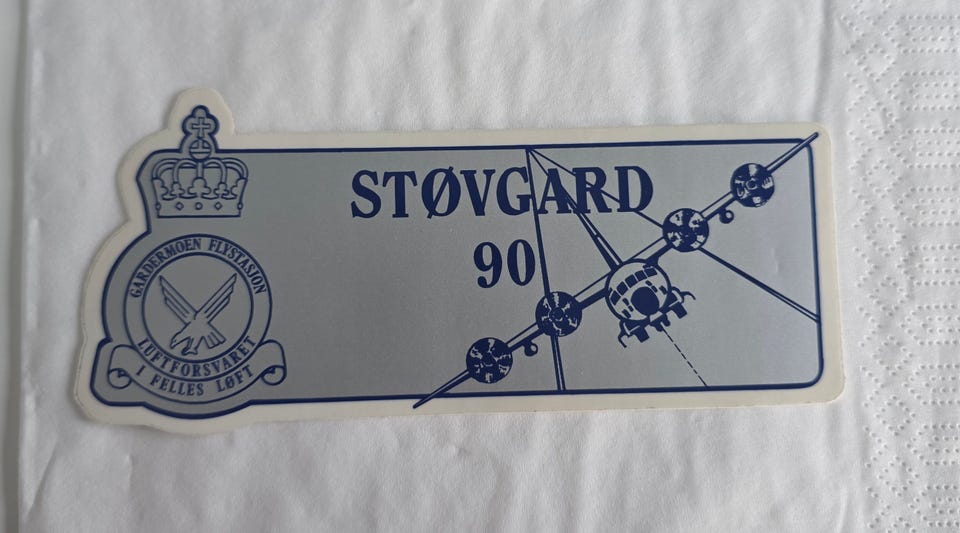 STØVGARD
90
GARDERMOEN FLYSTASJON
LUFTFORSVARET
I FELLES LØFT